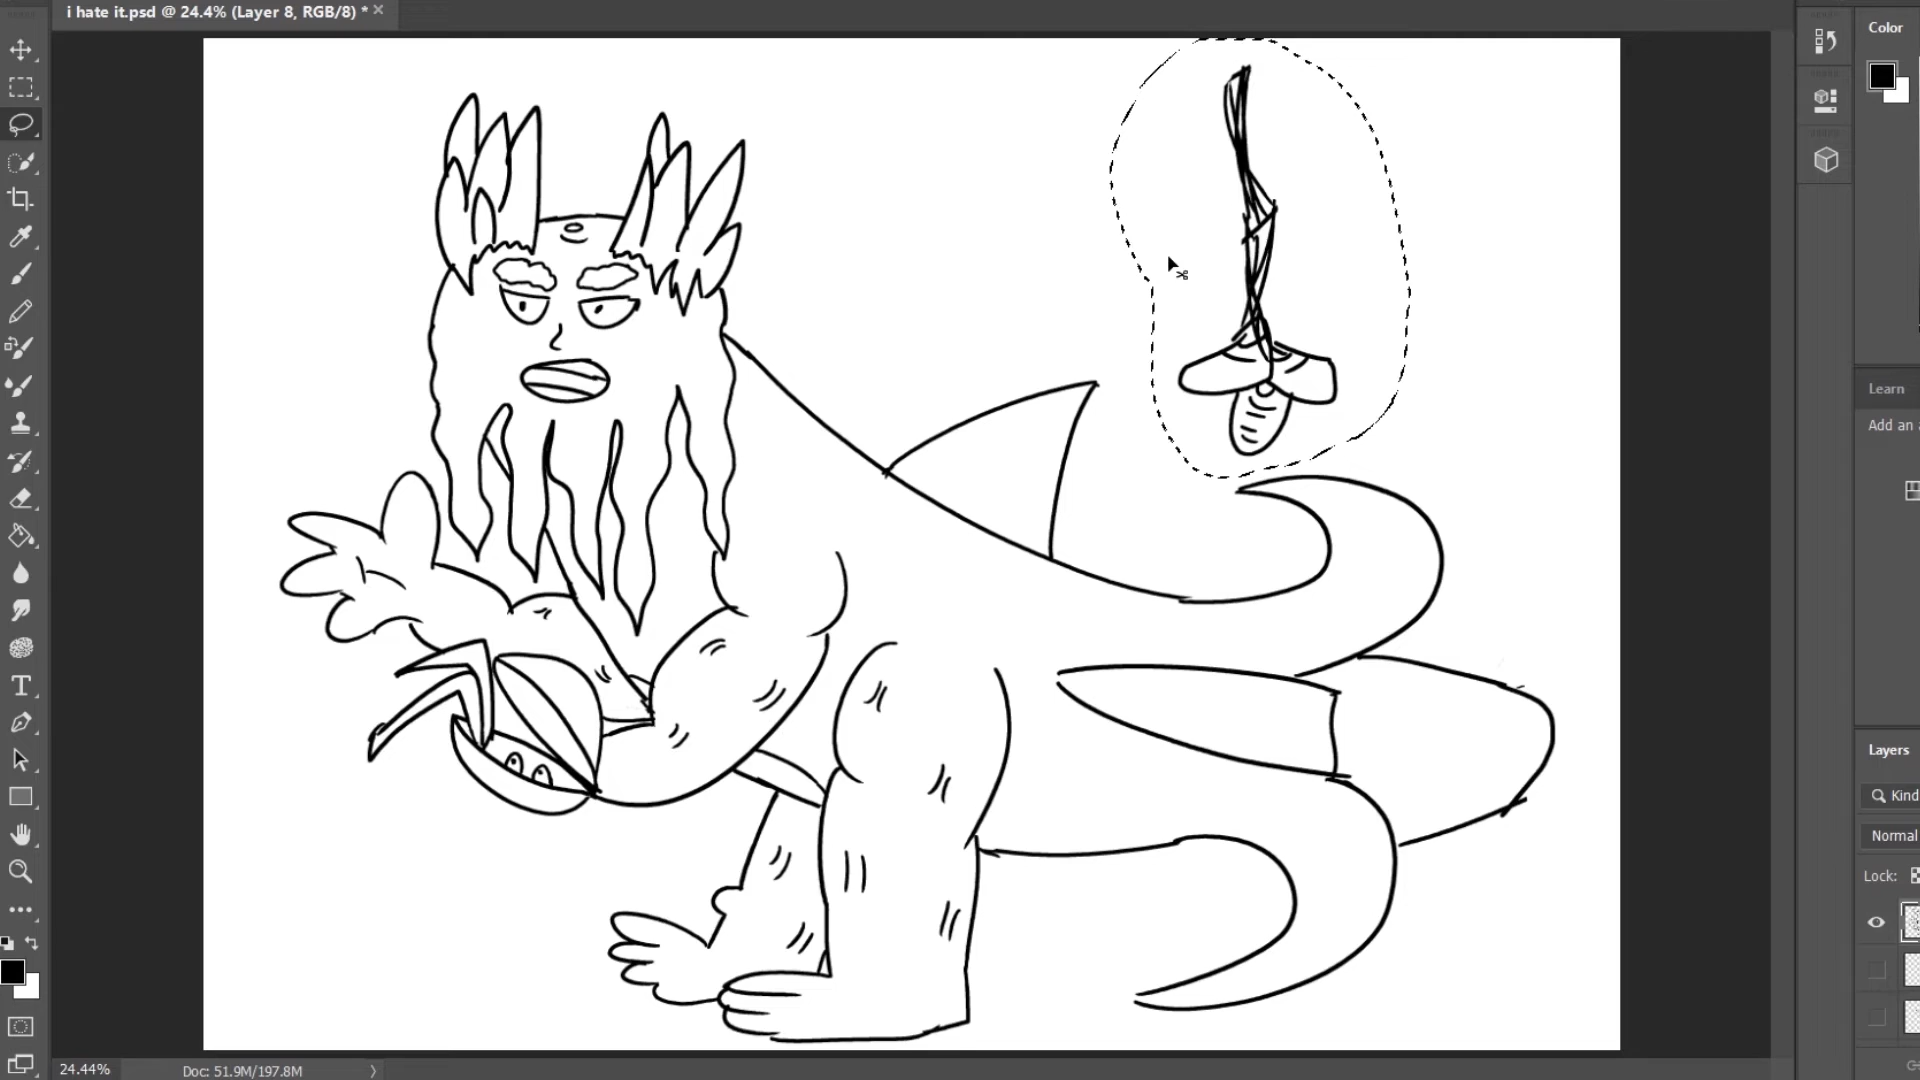 i hate it.psd @ 24.4% (Layer 8, RGB/8) *
Color
Learn
Add an
Layers
Kind
Normal
Lock:
24.44%
Doc: 51.9M/197.8M